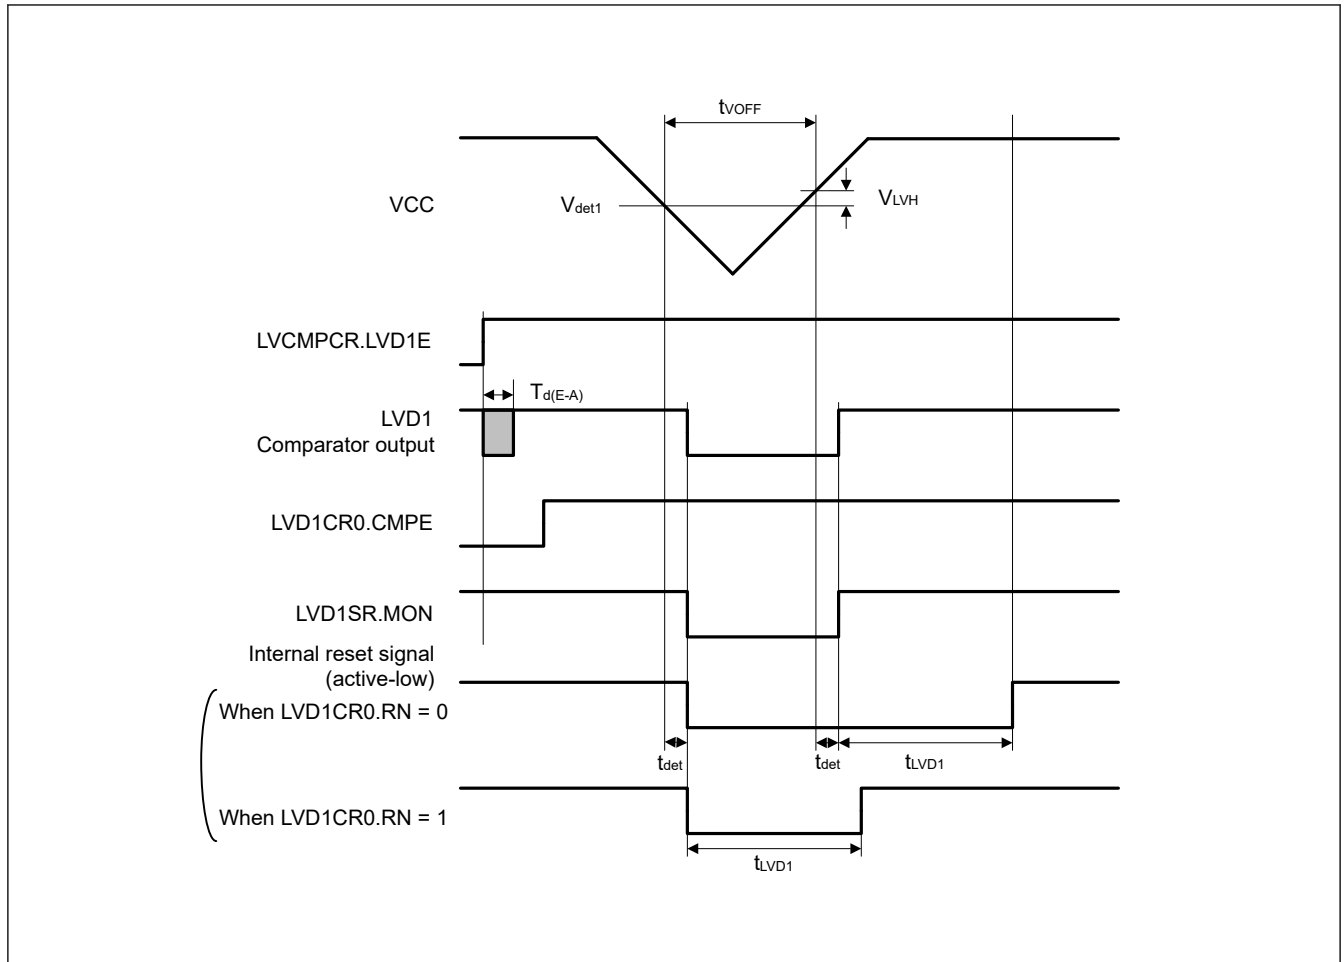 tVOFF
VCC
Vdet1
VLVH
LVCMPCR.LVD1E
Td(E-A)
LVD1
Comparator output
LVD1CR0.CMPE
LVD1SR.MON
Internal reset signal
(active-low)
When LVD1CR0.RN = 0
tdet
tdet
tLVD1
When LVD1CR0.RN = 1
tLVD1